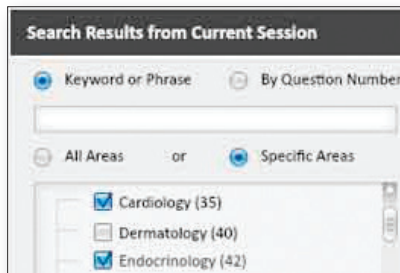 Search Results from Current Session
Keyword or Phrase By Question Number
All Areas or Specific Areas
Cardiology (35)
Dermatology (40)
Endocrinology (42)